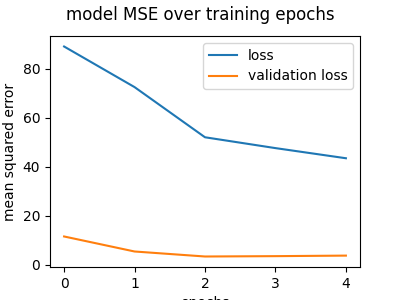 model MSE over training epochs
loss
validation loss
mean squared error
80
60
40
20
0
0 1 2 3 4
epochs